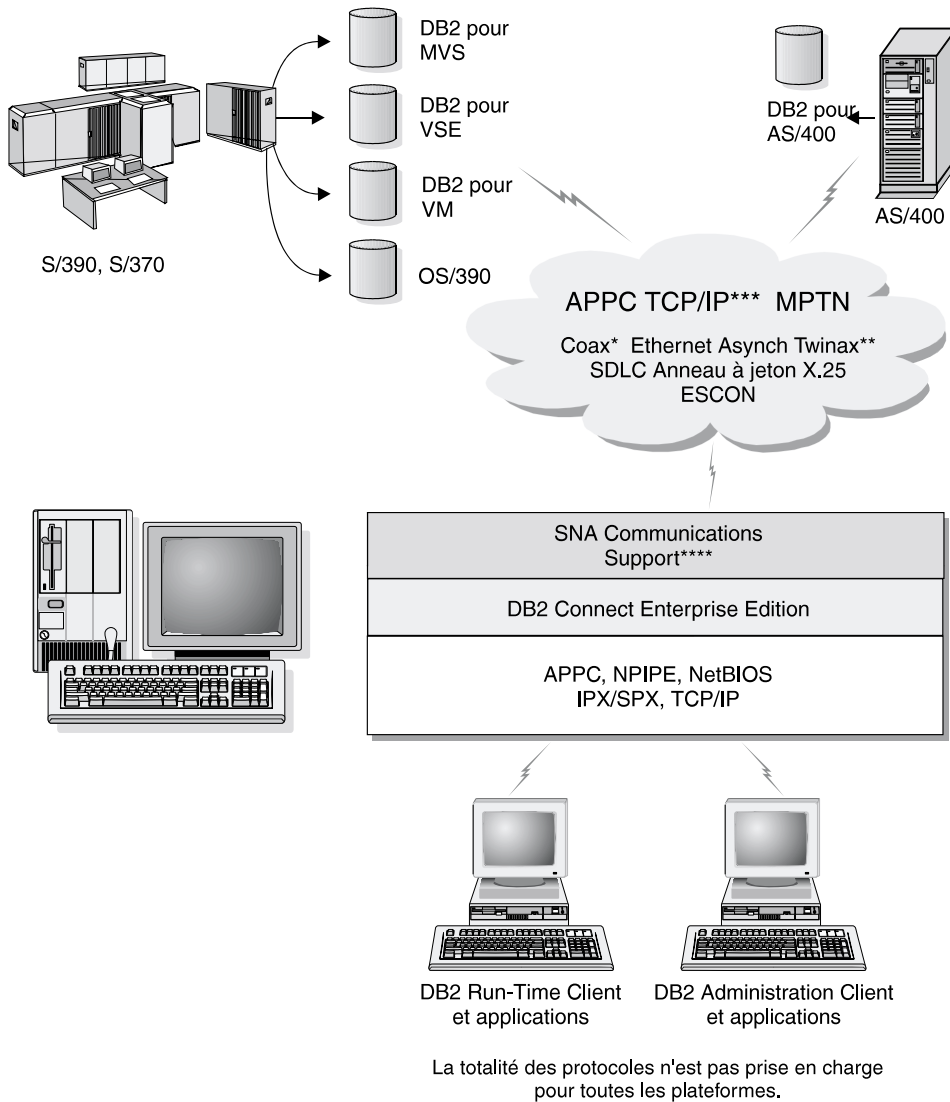 DB2 pour
MVS
DB2 pour
VSE
DB2 pour
VM
OS/390
S/390, S/370
DB2 pour
AS/400
AS/400
APPC TCP/IP*** MPTN
Coax* Ethernet Asynch Twinax**
SDLC Anneau à jeton X.25
ESCON
SNA Communications
Support****
DB2 Connect Enterprise Edition
APPC, NPIPE, NetBIOS
IPX/SPX, TCP/IP
DB2 Run-Time Client
et applications
DB2 Administration Client
et applications
La totalité des protocoles n'est pas prise en charge
pour toutes les plateformes.